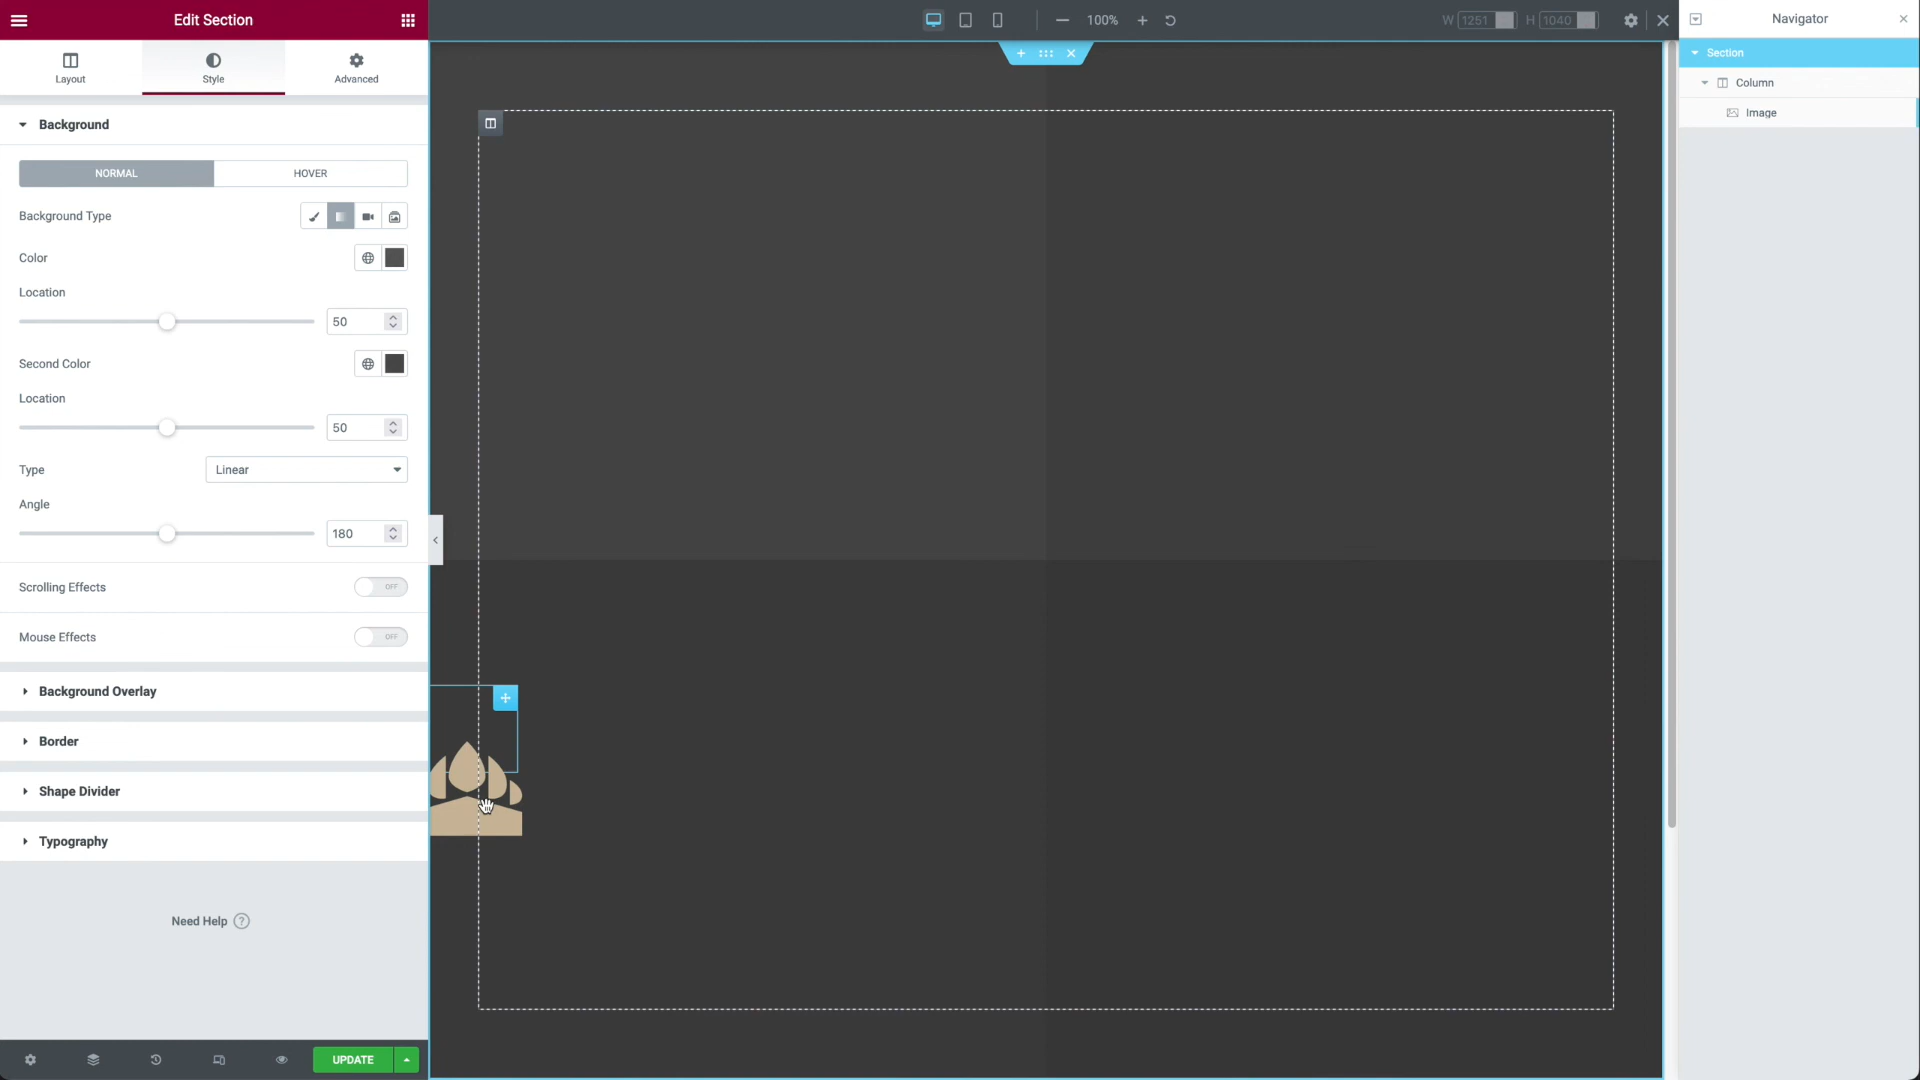 Edit Section
100%
W 1251
H 1040
Navigator
Layout
Style
Advanced
Section
Column
Image
Background
NORMAL
HOVER
Background Type
Color
Location
50
Second Color
Location
50
Type
Linear
Angle
180
Scrolling Effects
OFF
Mouse Effects
OFF
Background Overlay
Border
Shape Divider
Typography
Need Help ?
UPDATE